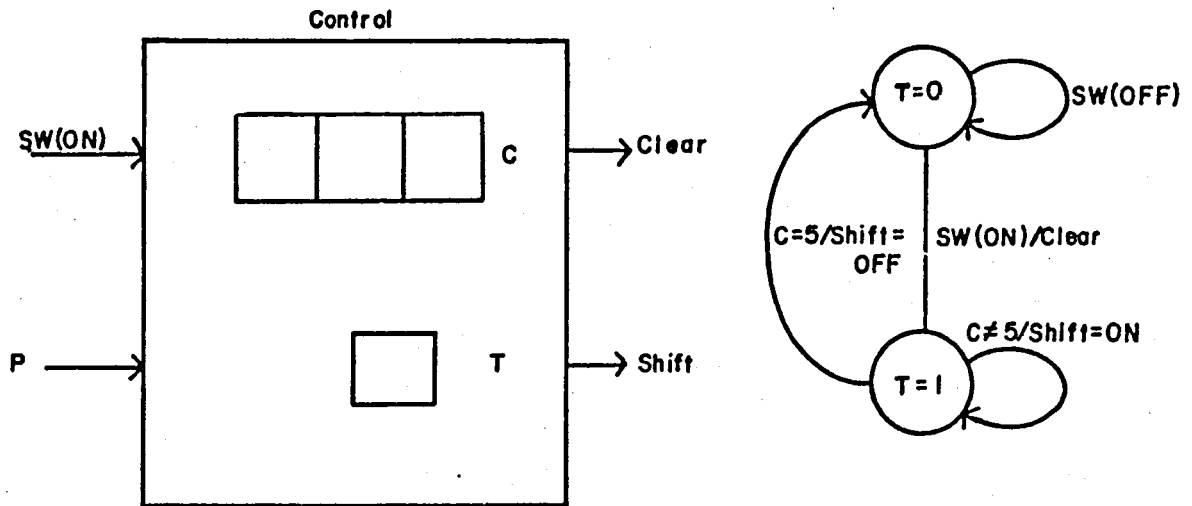 Control
SW(ON)
C
Clear
P
T
Shift
T=0
SW(OFF)
C=5/Shift=
OFF
SW(ON)/Clear
C≠5/Shift=ON
T=1